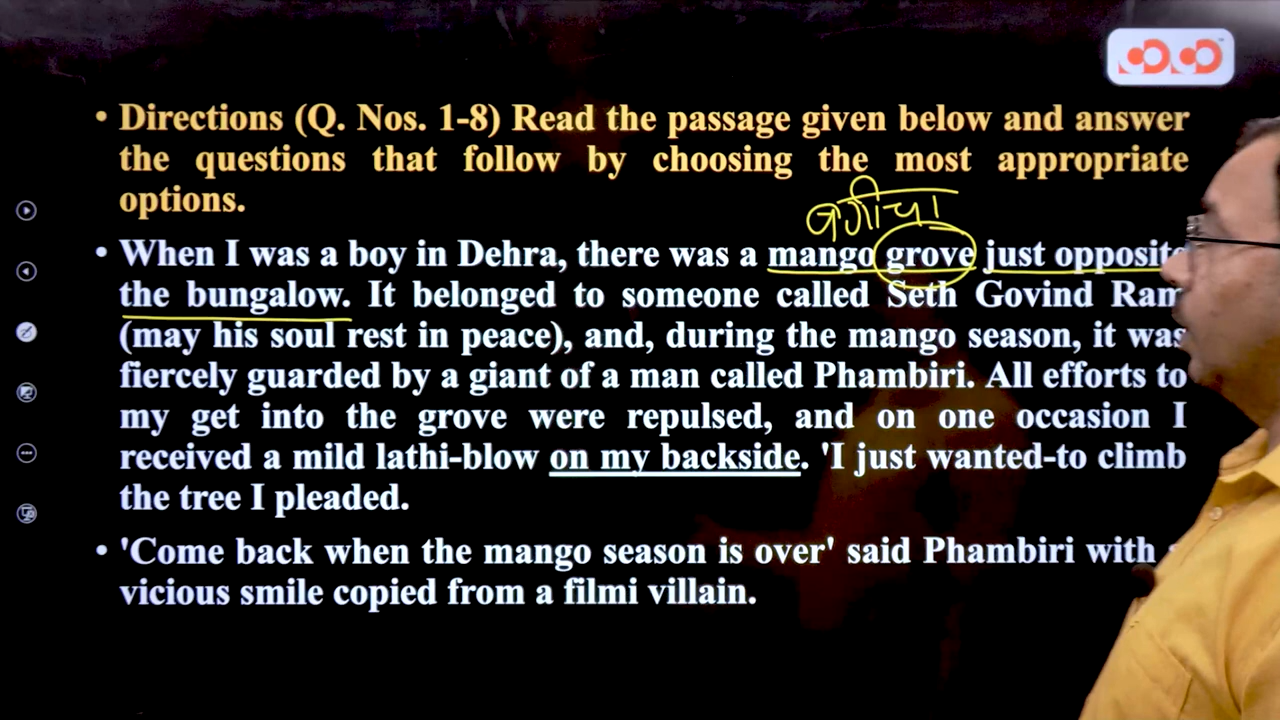 • Directions (Q. Nos. 1-8) Read the passage given below and answer
the questions that follow by choosing the most appropriate
options.
बगीचा
• When I was a boy in Dehra, there was a mango grove just opposite
the bungalow. It belonged to someone called Seth Govind Ram
(may his soul rest in peace), and, during the mango season, it was
fiercely guarded by a giant of a man called Phambiri. All efforts to
my get into the grove were repulsed, and on one occasion I
received a mild lathi-blow on my backside. 'I just wanted-to climb
the tree I pleaded.
• 'Come back when the mango season is over' said Phambiri with
vicious smile copied from a filmi villain.